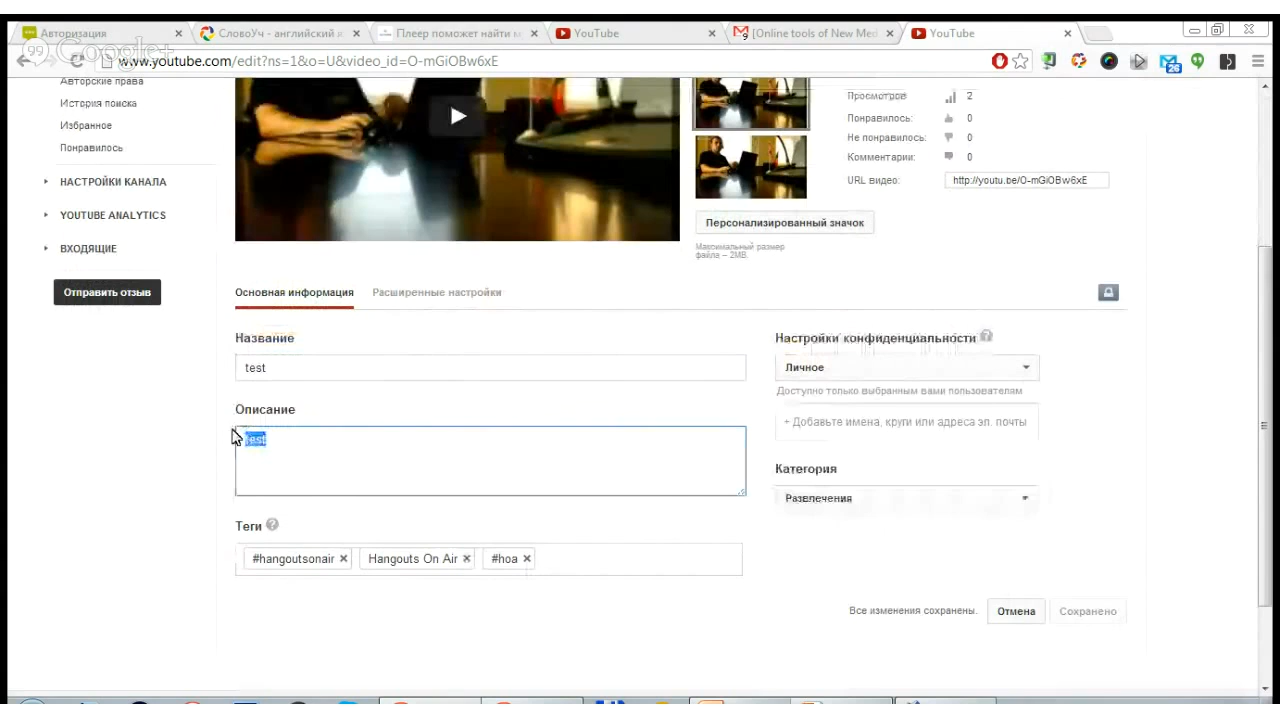 Авторизация
СловоУч - английский
Плеер поможет найти
YouTube
[Online tools of New Med
YouTube
99 Google+
www.youtube.com/edit?ns=1&o=U&video_id=O-mGiOBw6xE
26
Авторские права
История поиска
Избранное
Понравилось
НАСТРОЙКИ КАНАЛА
YOUTUBE ANALYTICS
ВХОДЯЩИЕ
Отправить отзыв
Просмотров 2
Понравилось: 0
Не понравилось: 0
Комментарии: 0
URL видео: http://youtu.be/O-mGiOBw6xE
Персонализированный значок
Максимальный размер
файла – 2MB.
Основная информация
Расширенные настройки
Название
test
Описание
test
Теги
#hangoutsonair
Hangouts On Air
#hoa
Настройки конфиденциальности
Личное
Доступно только выбранным вами пользователям
+ Добавьте имена, круги или адреса эл. почты
Категория
Развлечения
Все изменения сохранены.
Отмена
Сохранено